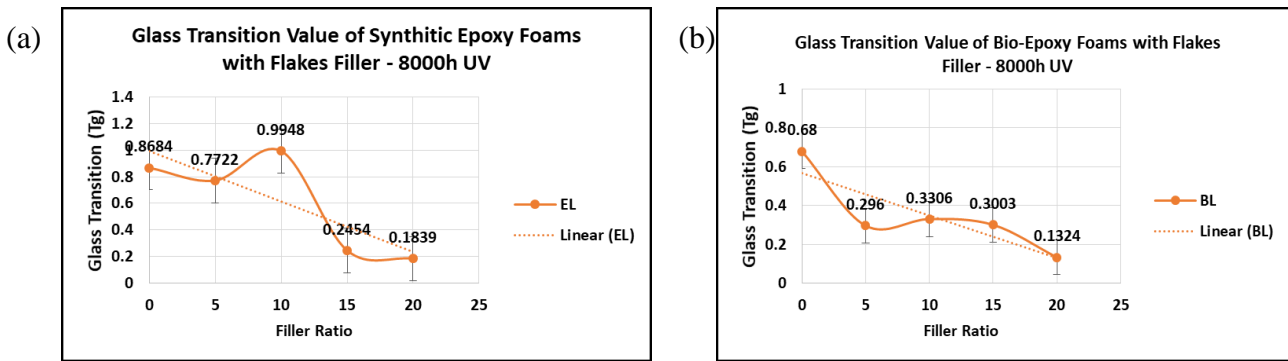 (a)
Glass Transition Value of Synthitic Epoxy Foams
with Flakes Filler - 8000h UV
Glass Transition (Tg)
1.4
1.2
1
0.8
0.6
0.4
0.2
0
0.8684
0.7722
0.9948
0.2454
0.1839
0 5 10 15 20 25
Filler Ratio
EL
Linear (EL)
(b)
Glass Transition Value of Bio-Epoxy Foams with Flakes
Filler - 8000h UV
Glass Transition (Tg)
1
0.8
0.6
0.4
0.2
0
0.68
0.296
0.3306
0.3003
0.1324
0 5 10 15 20 25
Filler Ratio
BL
Linear (BL)